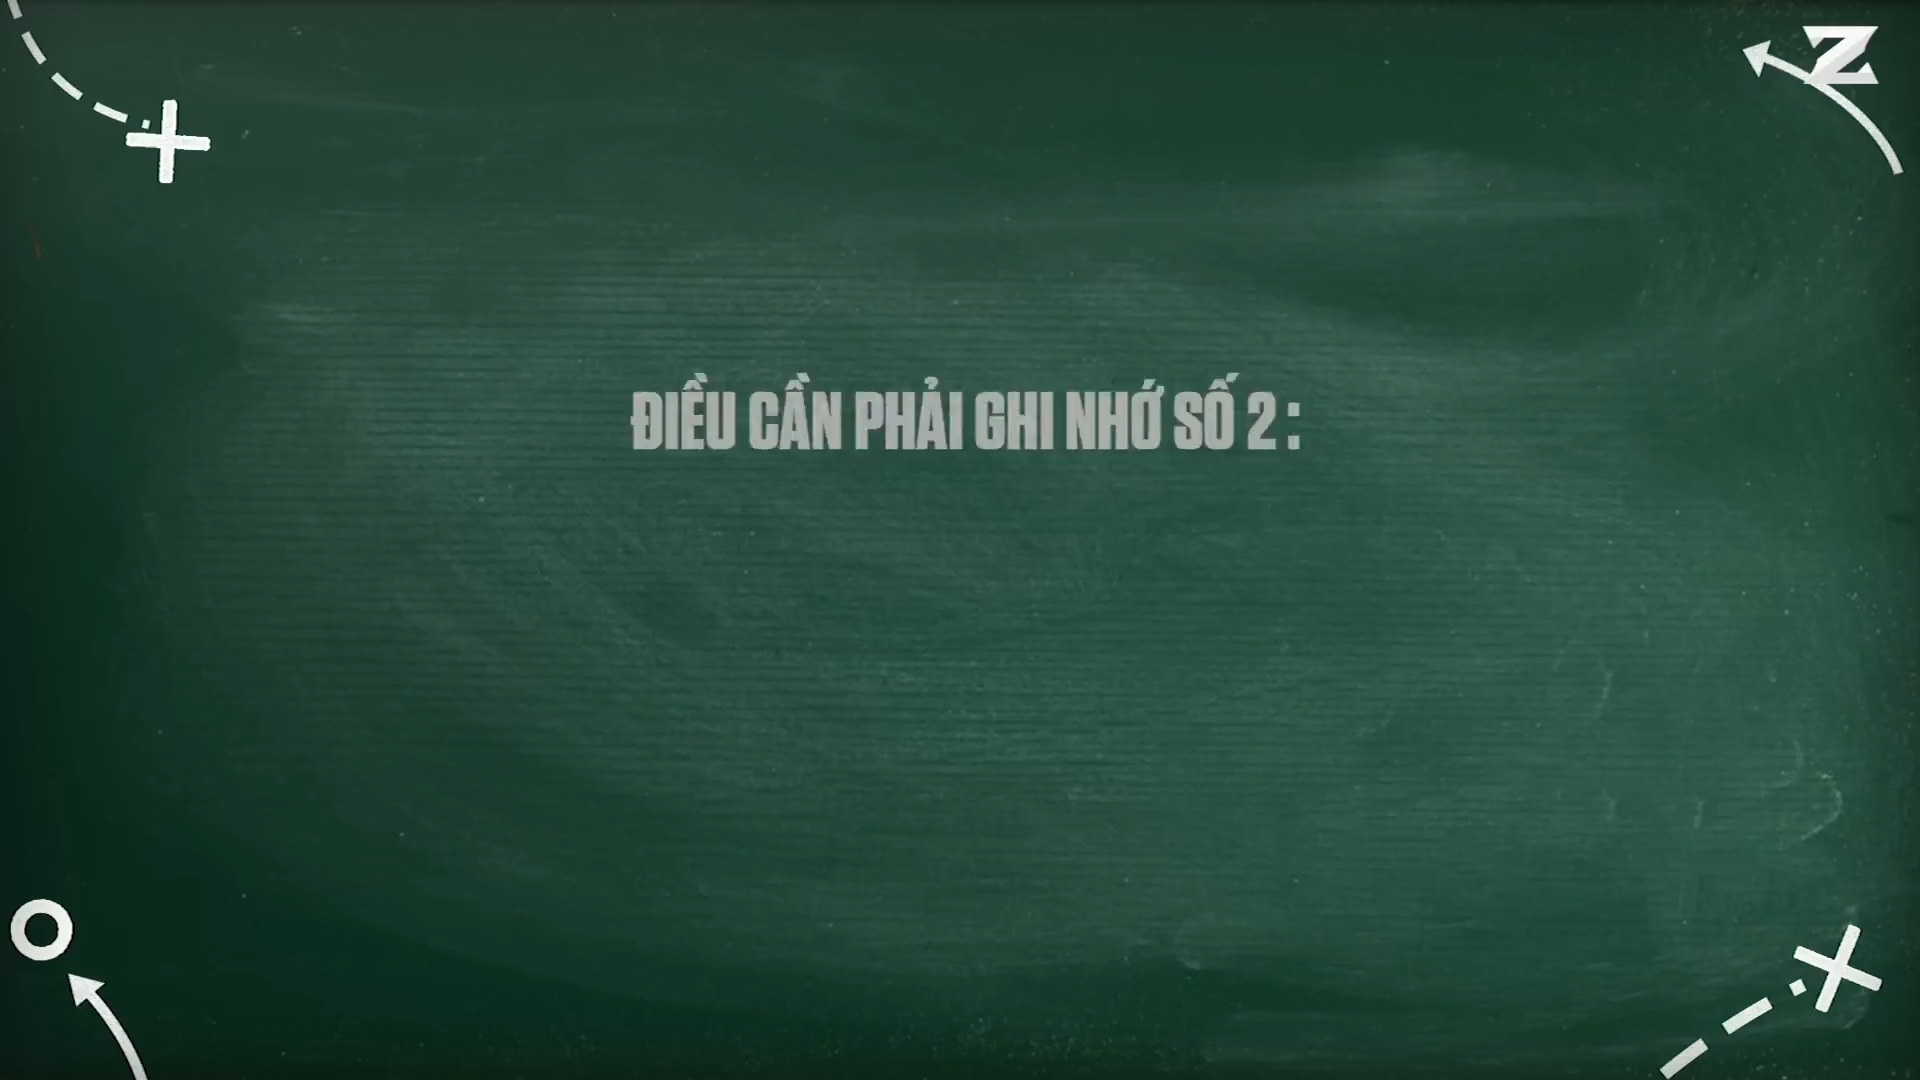 Z
ĐIỀU CẦN PHẢI GHI NHỚ SỐ 2 :